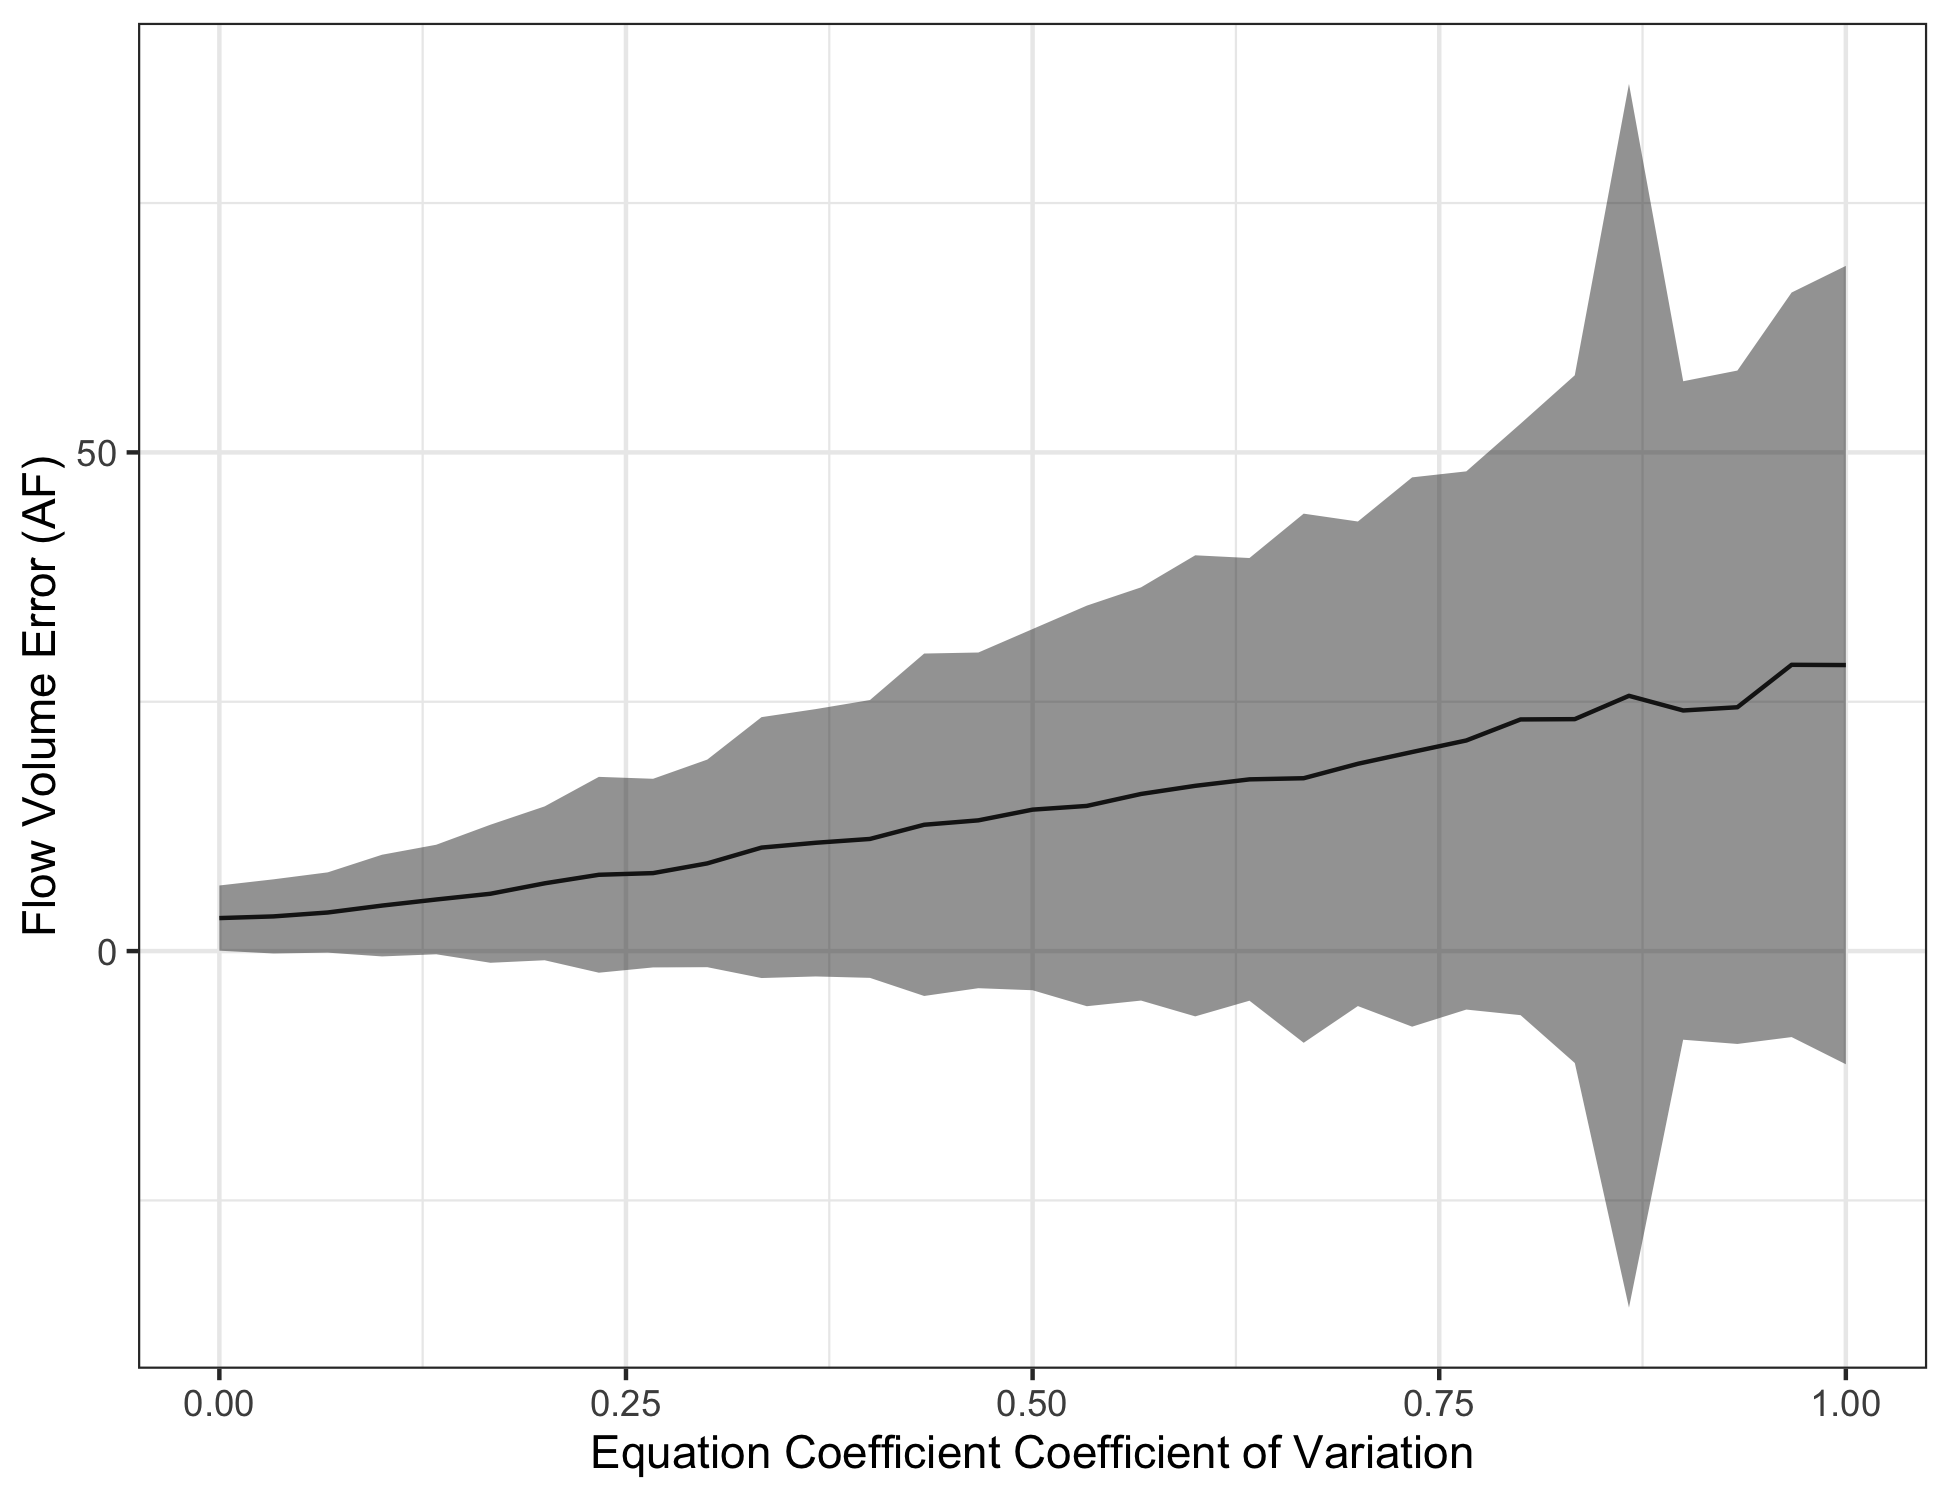 Flow Volume Error (AF)
50
0
0.00 0.25 0.50 0.75 1.00
Equation Coefficient Coefficient of Variation